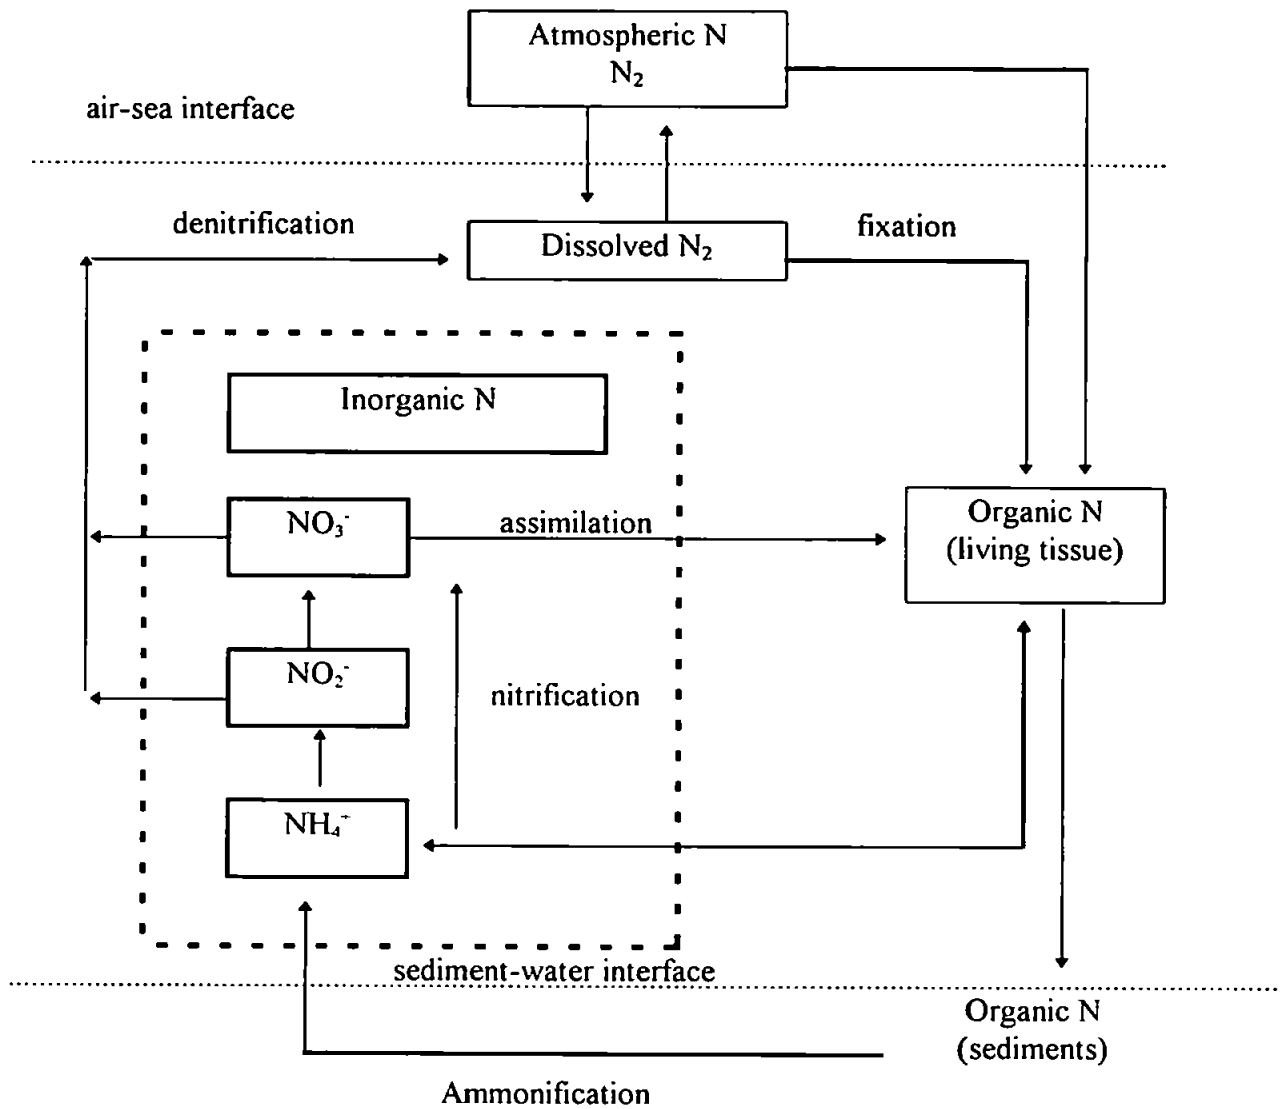 Atmospheric N
N₂
air-sea interface
denitrification
Dissolved N₂
fixation
Inorganic N
NO₃⁻
assimilation
Organic N
(living tissue)
NO₂⁻
nitrification
NH₄⁺
sediment-water interface
Organic N
(sediments)
Ammonification